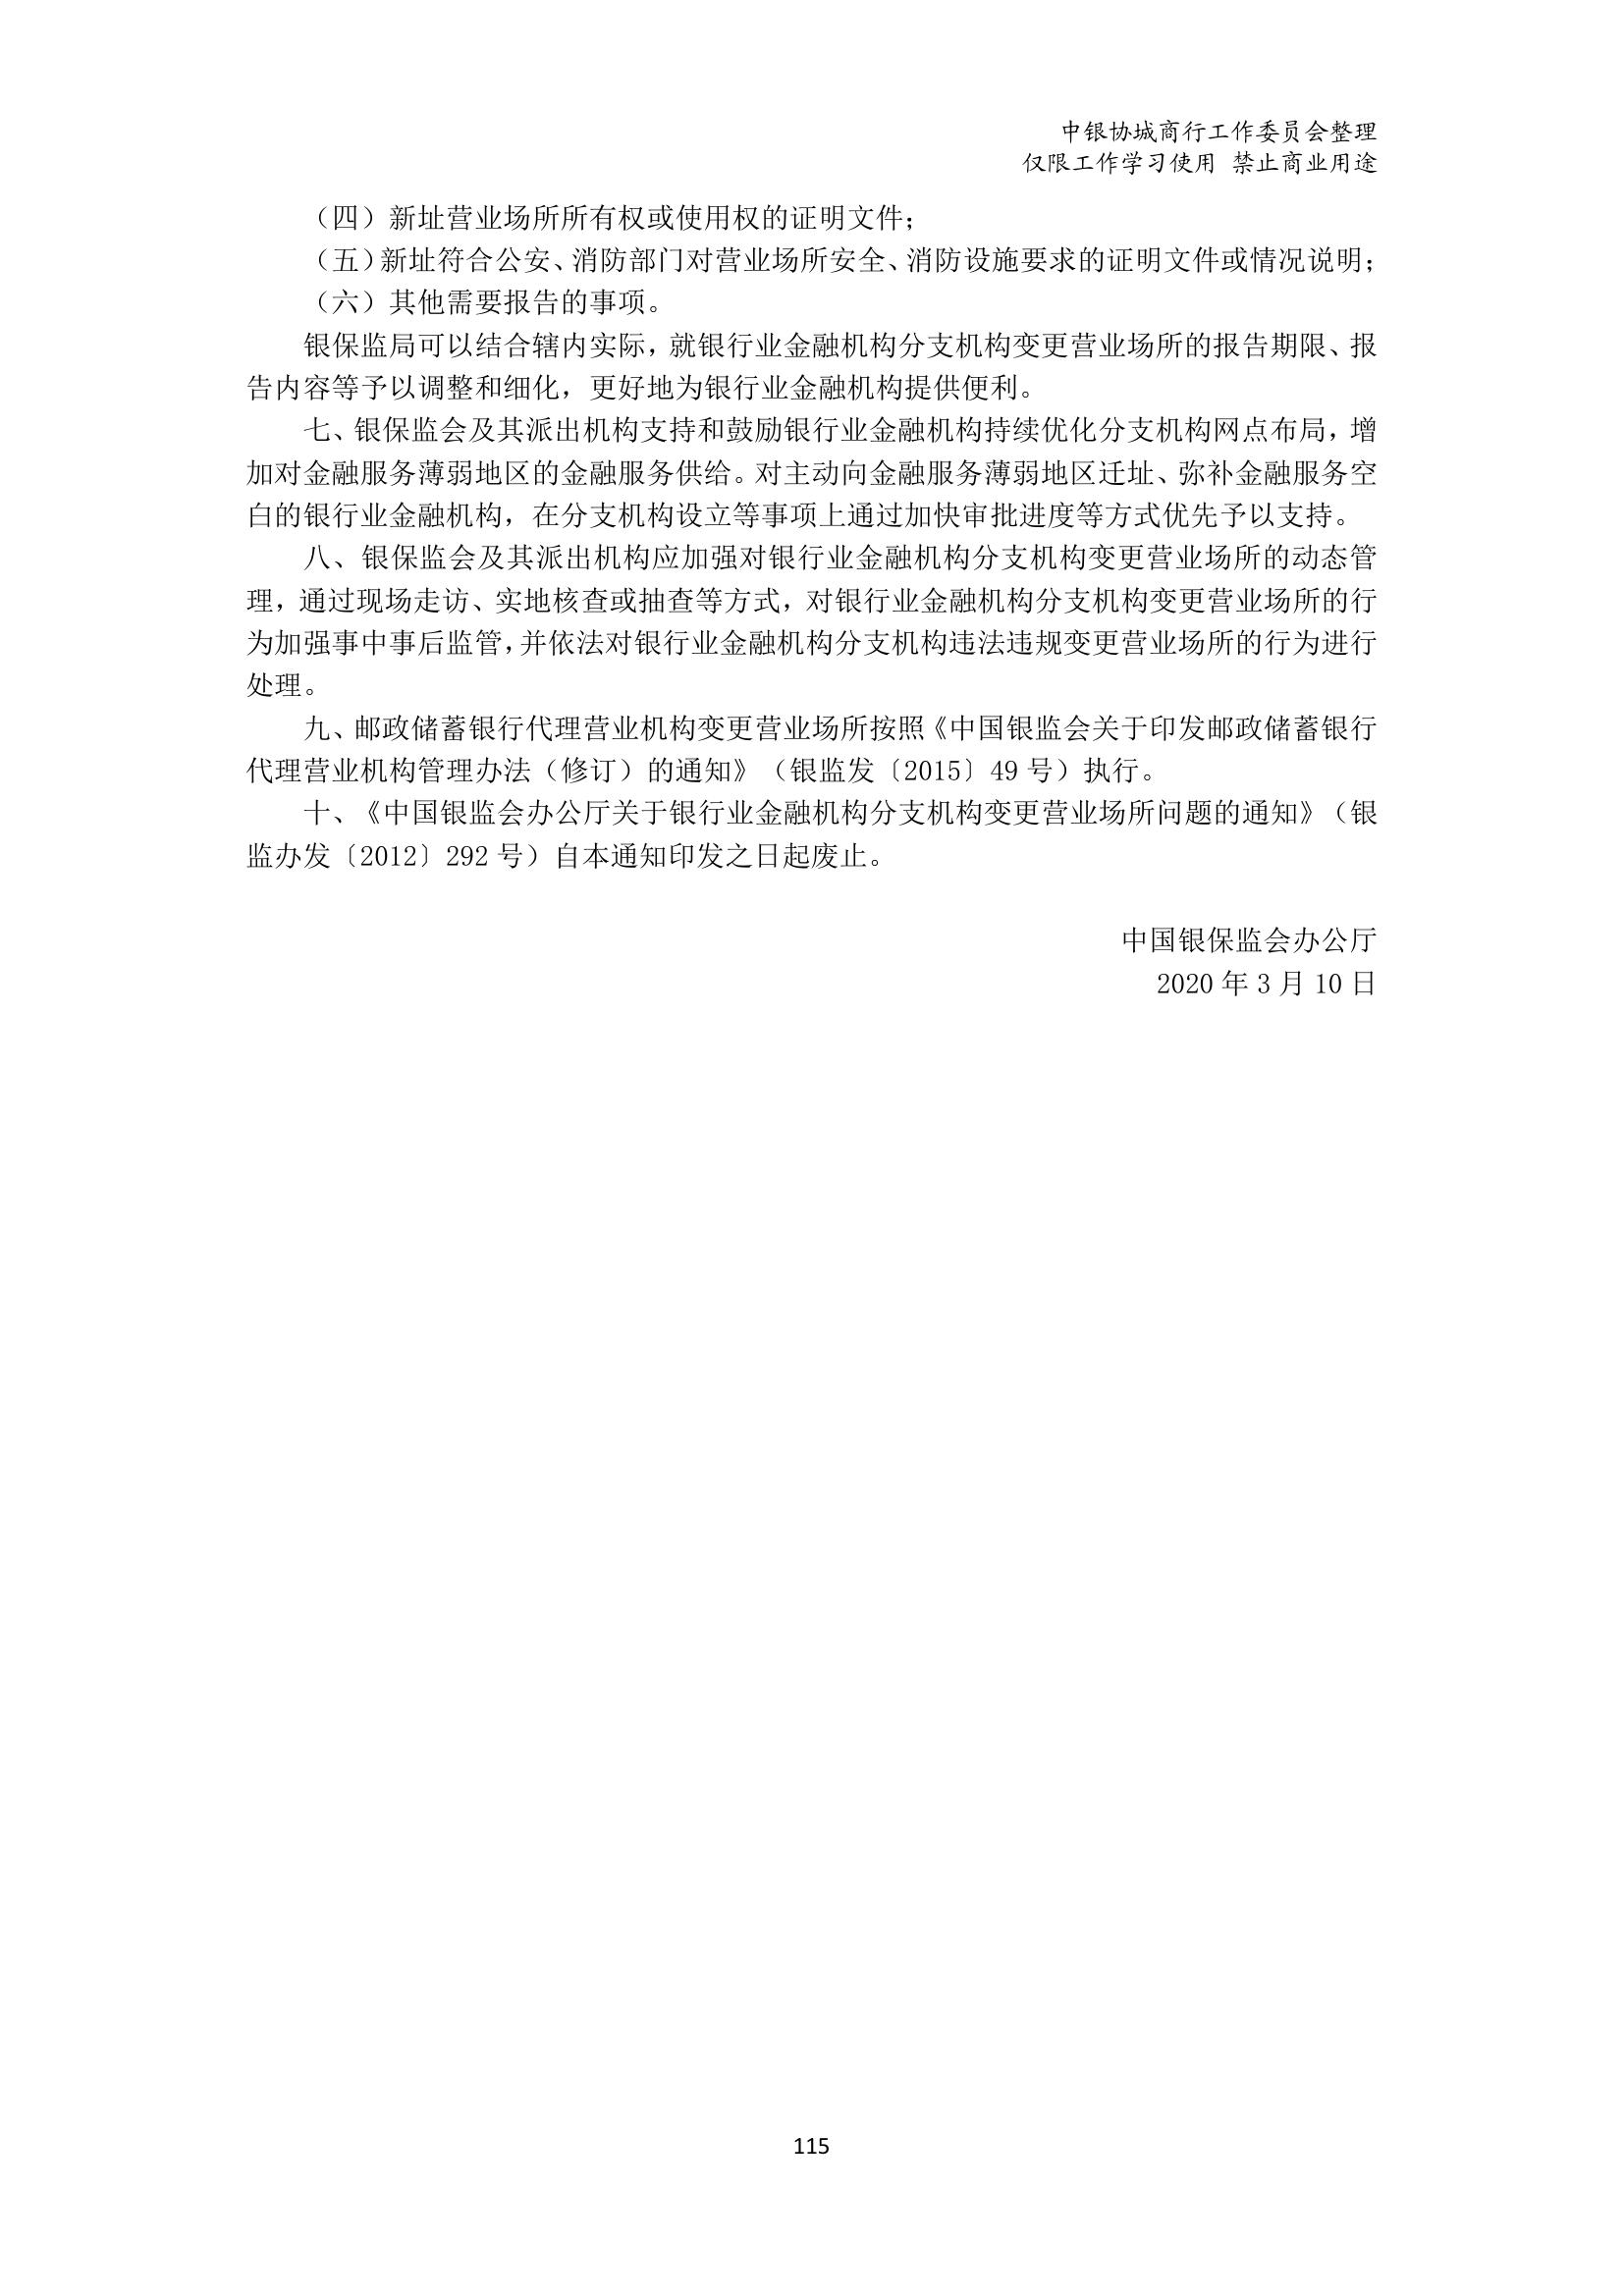 中银协城商行工作委员会整理
仅限工作学习使用 禁止商业用途
（四）新址营业场所所有权或使用权的证明文件；
（五）新址符合公安、消防部门对营业场所安全、消防设施要求的证明文件或情况说明；
（六）其他需要报告的事项。
银保监局可以结合辖内实际，就银行业金融机构分支机构变更营业场所的报告期限、报
告内容等予以调整和细化，更好地为银行业金融机构提供便利。
七、银保监会及其派出机构支持和鼓励银行业金融机构持续优化分支机构网点布局，增
加对金融服务薄弱地区的金融服务供给。对主动向金融服务薄弱地区迁址、弥补金融服务空
白的银行业金融机构，在分支机构设立等事项上通过加快审批进度等方式优先予以支持。
八、银保监会及其派出机构应加强对银行业金融机构分支机构变更营业场所的动态管
理，通过现场走访、实地核查或抽查等方式，对银行业金融机构分支机构变更营业场所的行
为加强事中事后监管，并依法对银行业金融机构分支机构违法违规变更营业场所的行为进行
处理。
九、邮政储蓄银行代理营业机构变更营业场所按照《中国银监会关于印发邮政储蓄银行
代理营业机构管理办法（修订）的通知》（银监发〔2015〕49 号）执行。
十、《中国银监会办公厅关于银行业金融机构分支机构变更营业场所问题的通知》（银
监办发〔2012〕292 号）自本通知印发之日起废止。
中国银保监会办公厅
2020 年 3 月 10 日
115